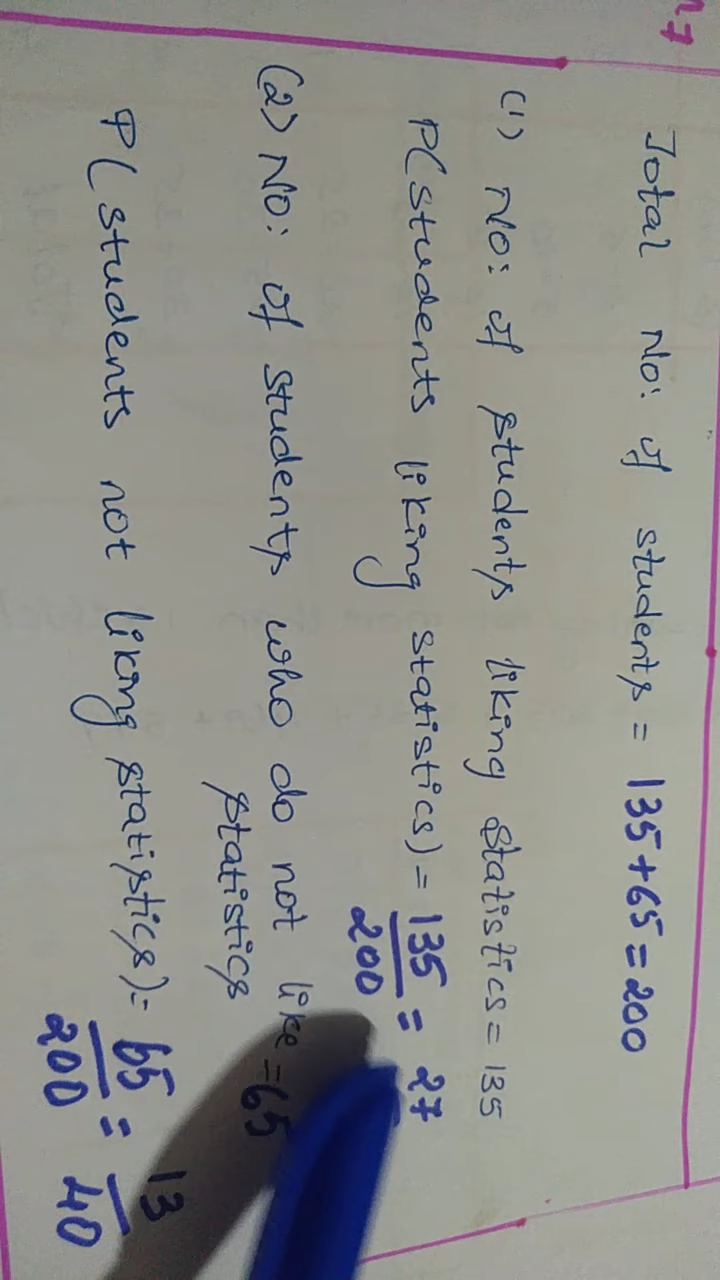 Total No: of students = 135+65=200
(1) No: of students liking Statistics = 135
P(students liking statistics) = 135/200 = 27
(2) No: of students who do not like = 65
statistics
P(students not liking statistics) = 65/200 = 13/40